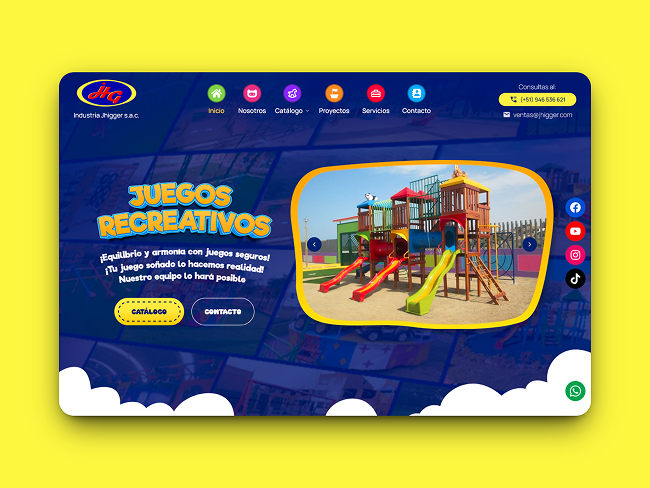 JHG
Industria Jhigger s.a.c.
Inicio
Nosotros
Catálogo
Proyectos
Servicios
Contacto
Consultas al:
(+51) 946 536 621
ventas@jhigger.com
JUEGOS
RECREATIVOS
¡Equilibrio y armonía con juegos seguros!
¡Tu juego soñado lo hacemos realidad!
Nuestro equipo lo hará posible
CATÁLOGO
CONTACTO